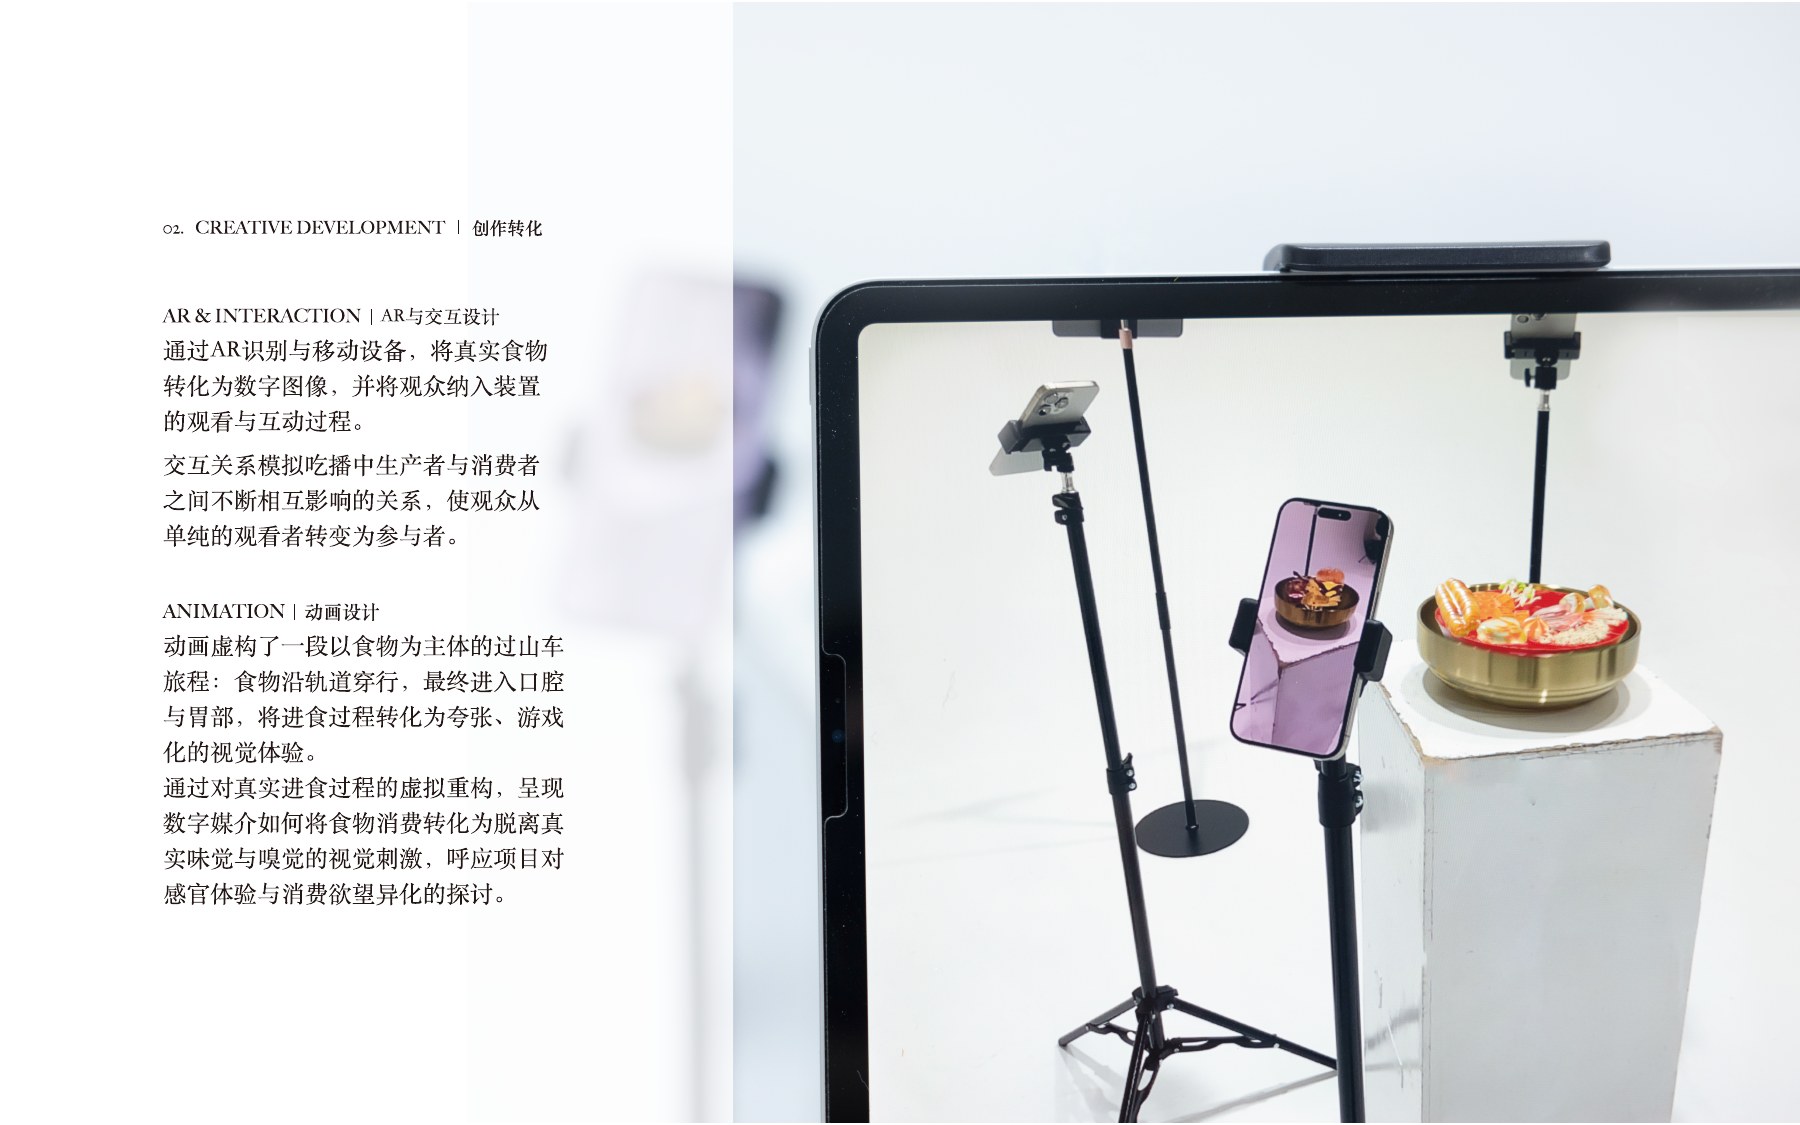 02. CREATIVE DEVELOPMENT | 创作转化
AR & INTERACTION | AR与交互设计
通过AR识别与移动设备，将真实食物
转化为数字图像，并将观众纳入装置
的观看与互动过程。
交互关系模拟吃播中生产者与消费者
之间不断相互影响的关系，使观众从
单纯的观看者转变为参与者。
ANIMATION | 动画设计
动画虚构了一段以食物为主体的过山车
旅程：食物沿轨道穿行，最终进入口腔
与胃部，将进食过程转化为夸张、游戏
化的视觉体验。
通过对真实进食过程的虚拟重构，呈现
数字媒介如何将食物消费转化为脱离真
实味觉与嗅觉的视觉刺激，呼应项目对
感官体验与消费欲望异化的探讨。